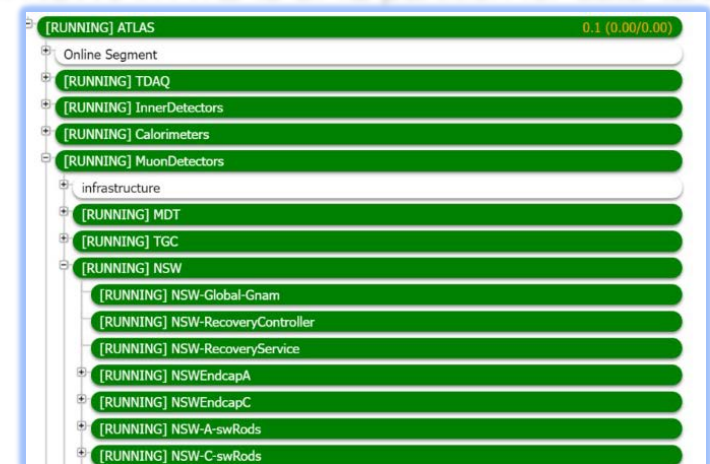 [RUNNING] ATLAS 0.1 (0.00/0.00)
Online Segment
[RUNNING] TDAQ
[RUNNING] InnerDetectors
[RUNNING] Calorimeters
[RUNNING] MuonDetectors
infrastructure
[RUNNING] MDT
[RUNNING] TGC
[RUNNING] NSW
[RUNNING] NSW-Global-Gnam
[RUNNING] NSW-RecoveryController
[RUNNING] NSW-RecoveryService
[RUNNING] NSWEndcapA
[RUNNING] NSWEndcapC
[RUNNING] NSW-A-swRods
[RUNNING] NSW-C-swRods